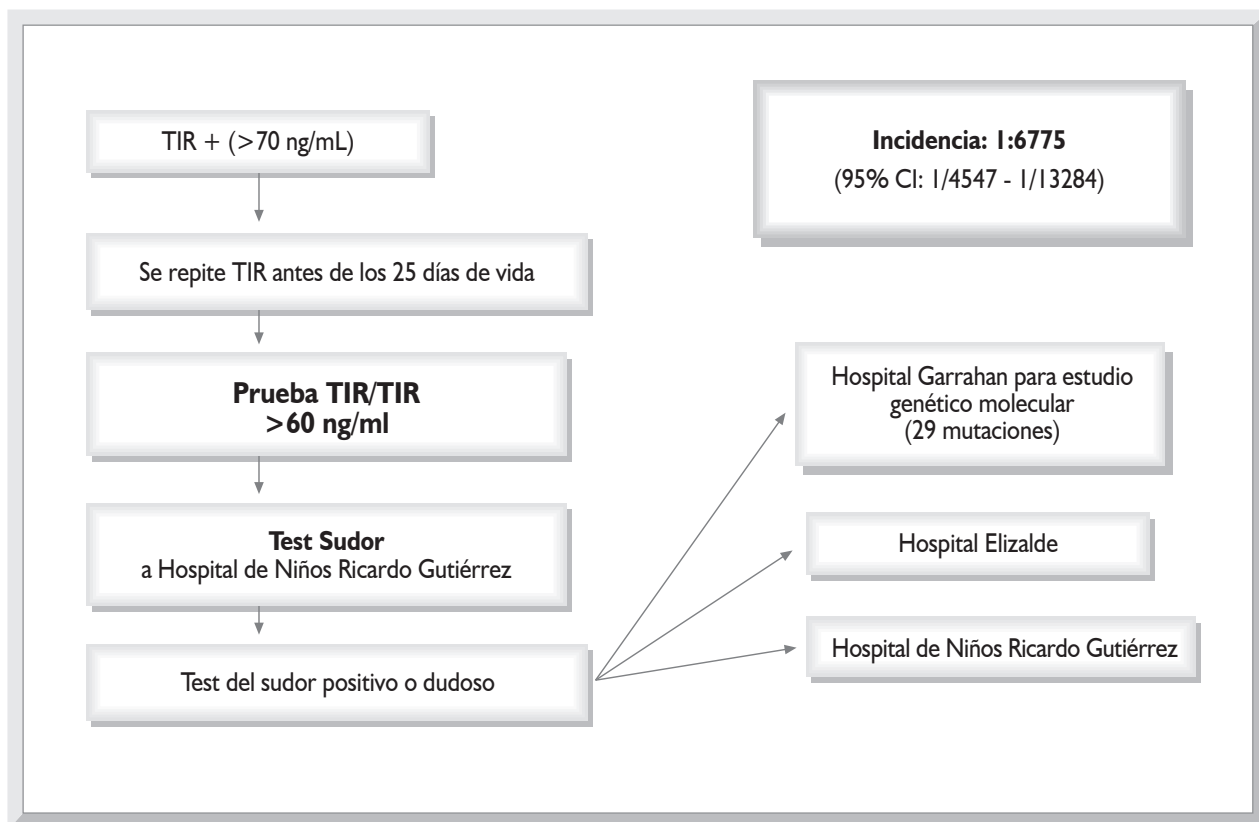 TIR + (>70 ng/mL)
Se repite TIR antes de los 25 días de vida
Prueba TIR/TIR
>60 ng/ml
Test Sudor
a Hospital de Niños Ricardo Gutiérrez
Test del sudor positivo o dudoso
Incidencia: 1:6775
(95% CI: 1/4547 - 1/13284)
Hospital Garrahan para estudio
genético molecular
(29 mutaciones)
Hospital Elizalde
Hospital de Niños Ricardo Gutiérrez